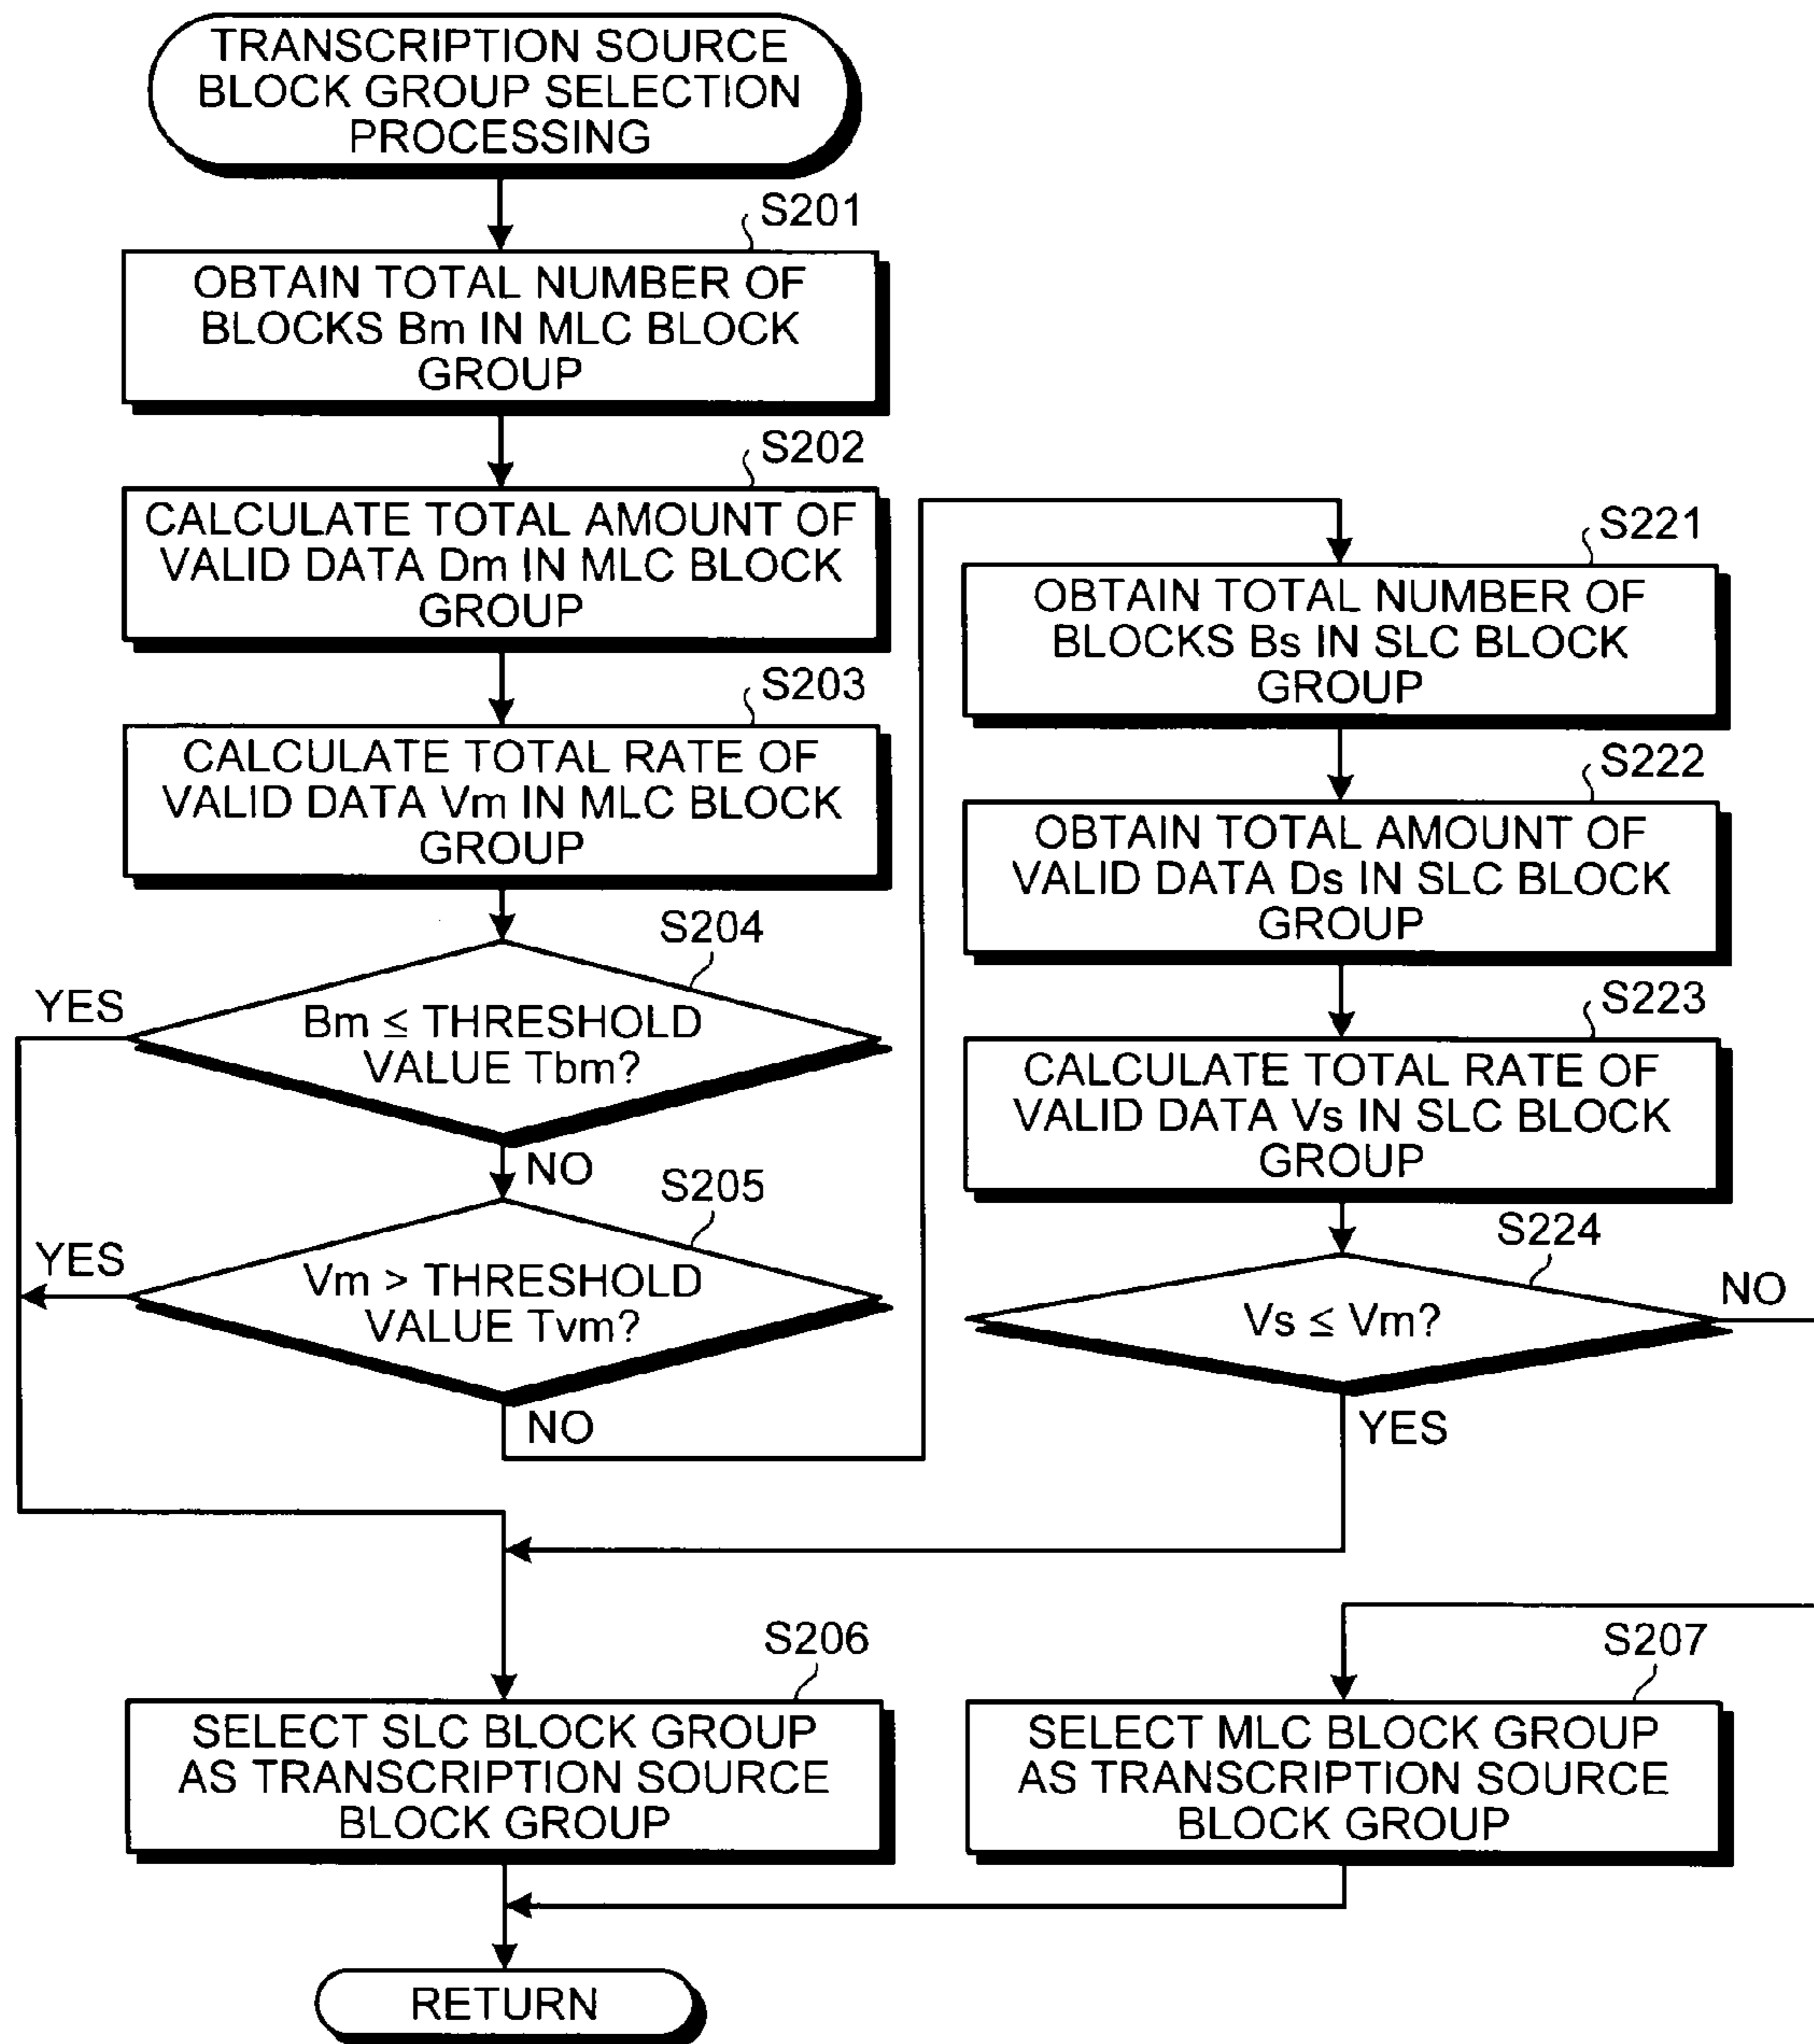 TRANSCRIPTION SOURCE
BLOCK GROUP SELECTION
PROCESSING
S201
OBTAIN TOTAL NUMBER OF
BLOCKS Bm IN MLC BLOCK
GROUP
S202
CALCULATE TOTAL AMOUNT OF
VALID DATA Dm IN MLC BLOCK
GROUP
S203
CALCULATE TOTAL RATE OF
VALID DATA Vm IN MLC BLOCK
GROUP
S204
YES
Bm ≤ THRESHOLD
VALUE Tbm?
NO
S205
YES
Vm > THRESHOLD
VALUE Tvm?
NO
S221
OBTAIN TOTAL NUMBER OF
BLOCKS Bs IN SLC BLOCK
GROUP
S222
OBTAIN TOTAL AMOUNT OF
VALID DATA Ds IN SLC BLOCK
GROUP
S223
CALCULATE TOTAL RATE OF
VALID DATA Vs IN SLC BLOCK
GROUP
S224
NO
Vs ≤ Vm?
YES
S206
SELECT SLC BLOCK GROUP
AS TRANSCRIPTION SOURCE
BLOCK GROUP
S207
SELECT MLC BLOCK GROUP
AS TRANSCRIPTION SOURCE
BLOCK GROUP
RETURN